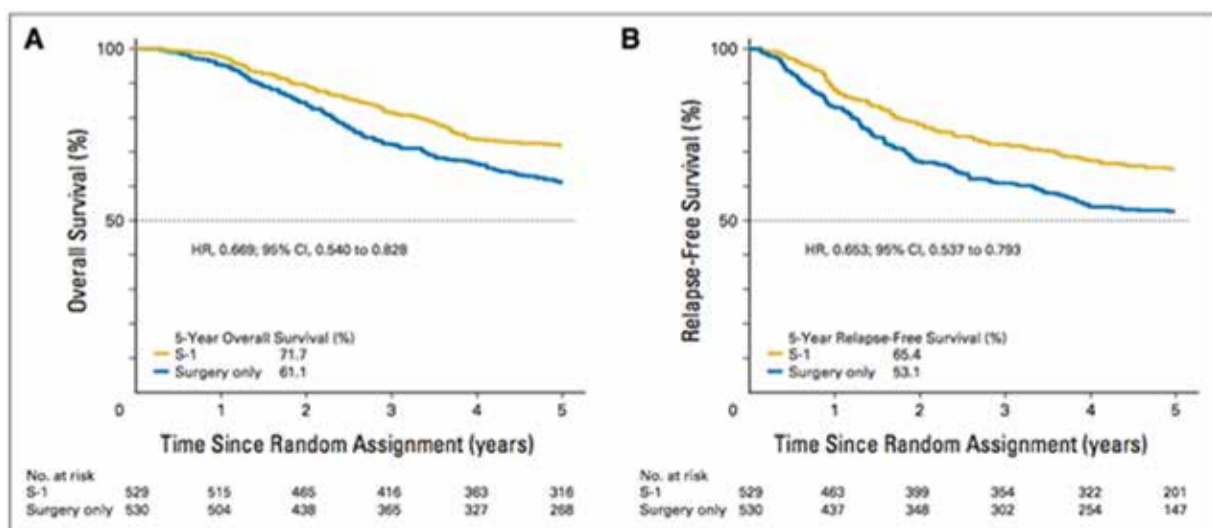 A
Overall Survival (%)
100
50
HR, 0.669; 95% CI, 0.540 to 0.828
5-Year Overall Survival (%)
S-1 71.7
Surgery only 61.1
0 1 2 3 4 5
Time Since Random Assignment (years)
No. at risk
S-1 529 515 465 416 363 316
Surgery only 530 504 438 365 327 268
B
Relapse-Free Survival (%)
100
50
HR, 0.653; 95% CI, 0.537 to 0.793
5-Year Relapse-Free Survival (%)
S-1 65.4
Surgery only 53.1
0 1 2 3 4 5
Time Since Random Assignment (years)
No. at risk
S-1 529 463 399 354 322 201
Surgery only 530 437 348 302 254 147